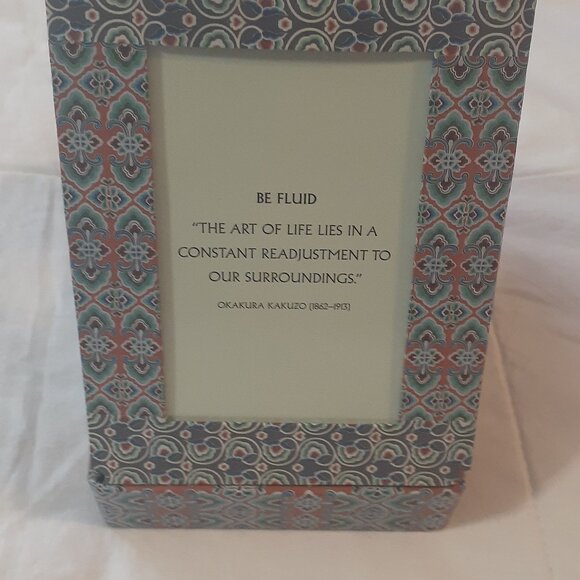 BE FLUID
“THE ART OF LIFE LIES IN A
CONSTANT READJUSTMENT TO
OUR SURROUNDINGS.”
OKAKURA KAKUZO (1862–1913)